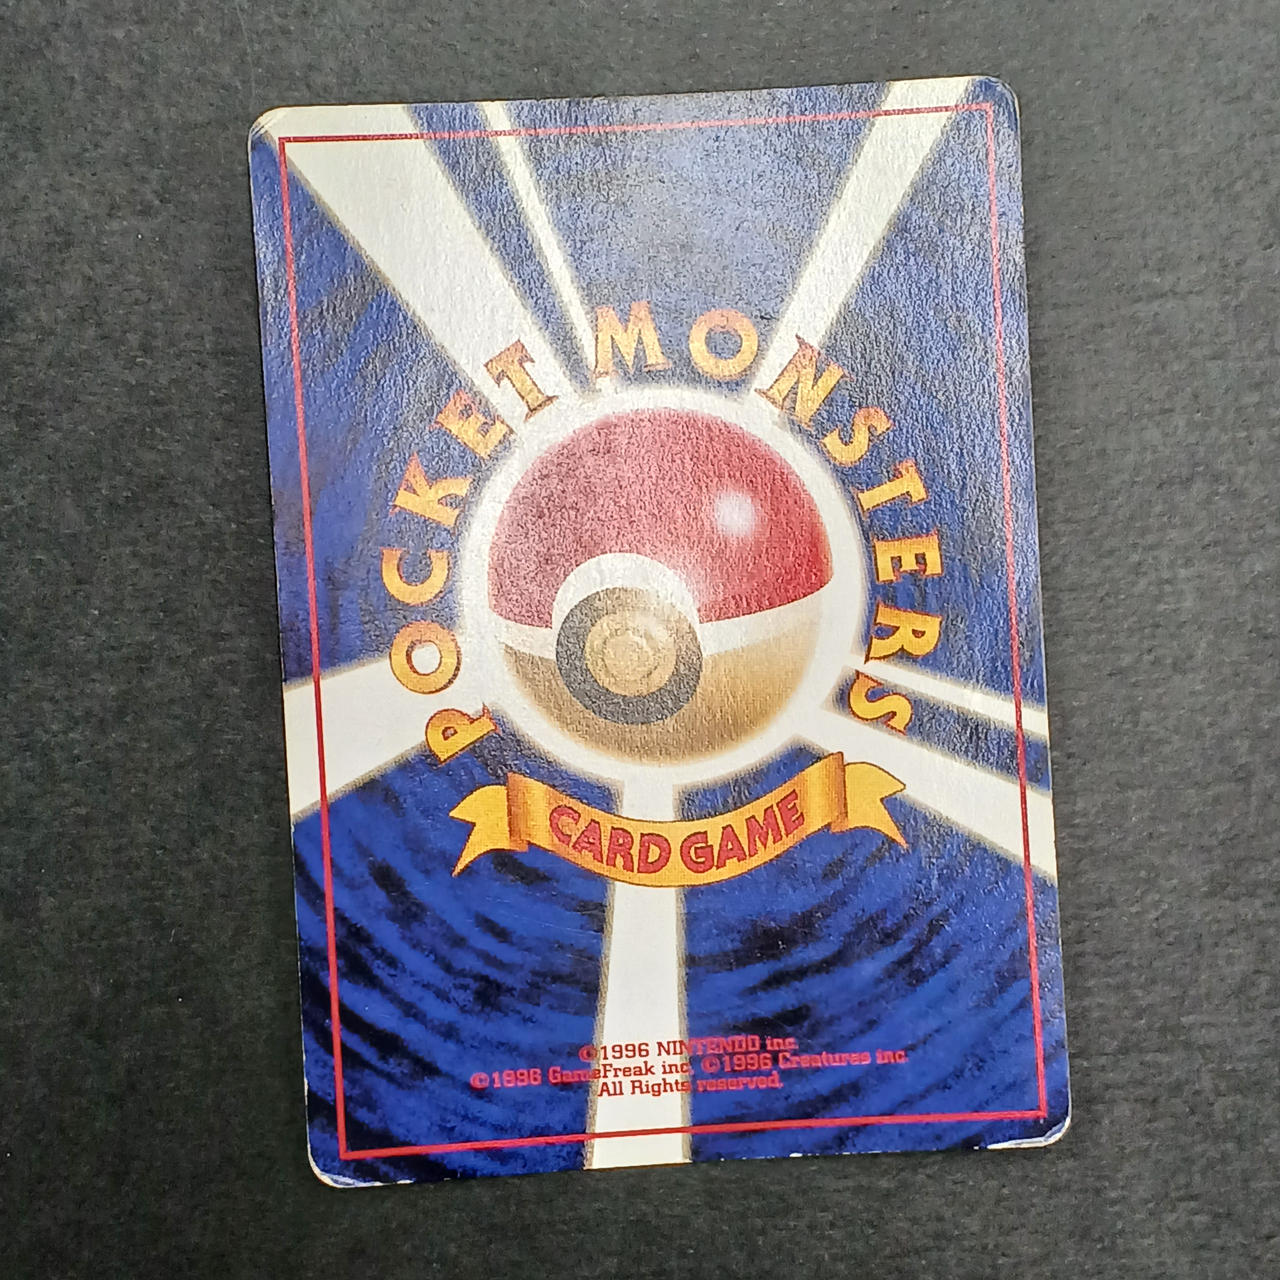 POCKET MONSTERS
CARD GAME
©1996 NINTENDO inc.
©1996 GameFreak inc. ©1996 Creatures inc.
All Rights reserved.